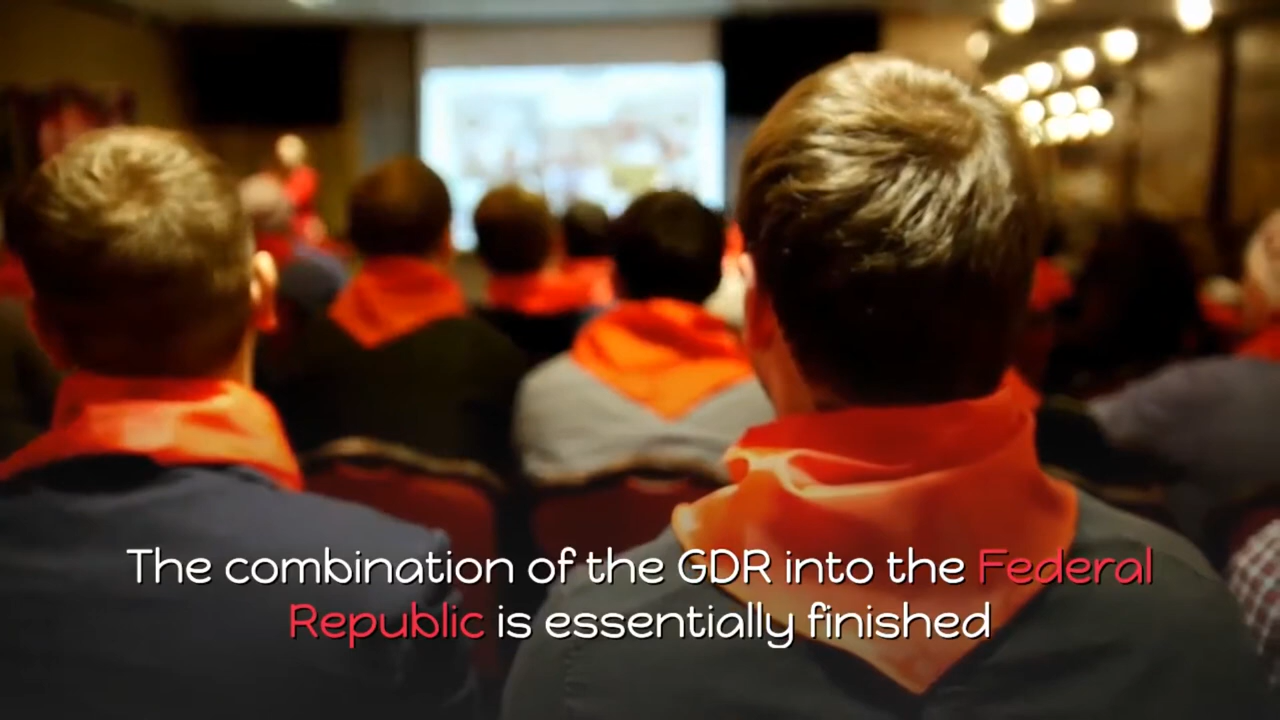 The combination of the GDR into the Federal
Republic is essentially finished